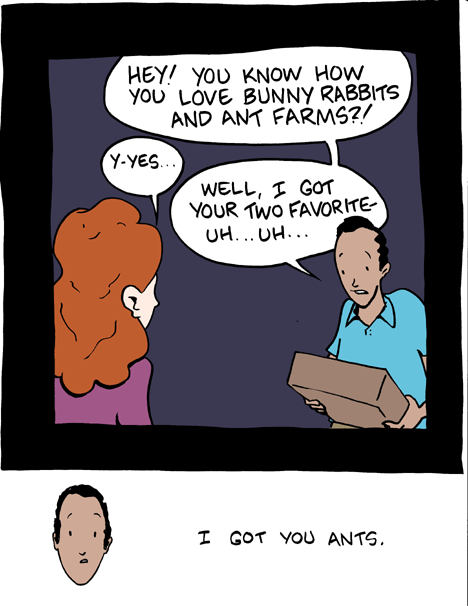 HEY! YOU KNOW HOW
YOU LOVE BUNNY RABBITS
AND ANT FARMS?!
Y-YES...
WELL, I GOT
YOUR TWO FAVORITE-
UH...UH...
I GOT YOU ANTS.